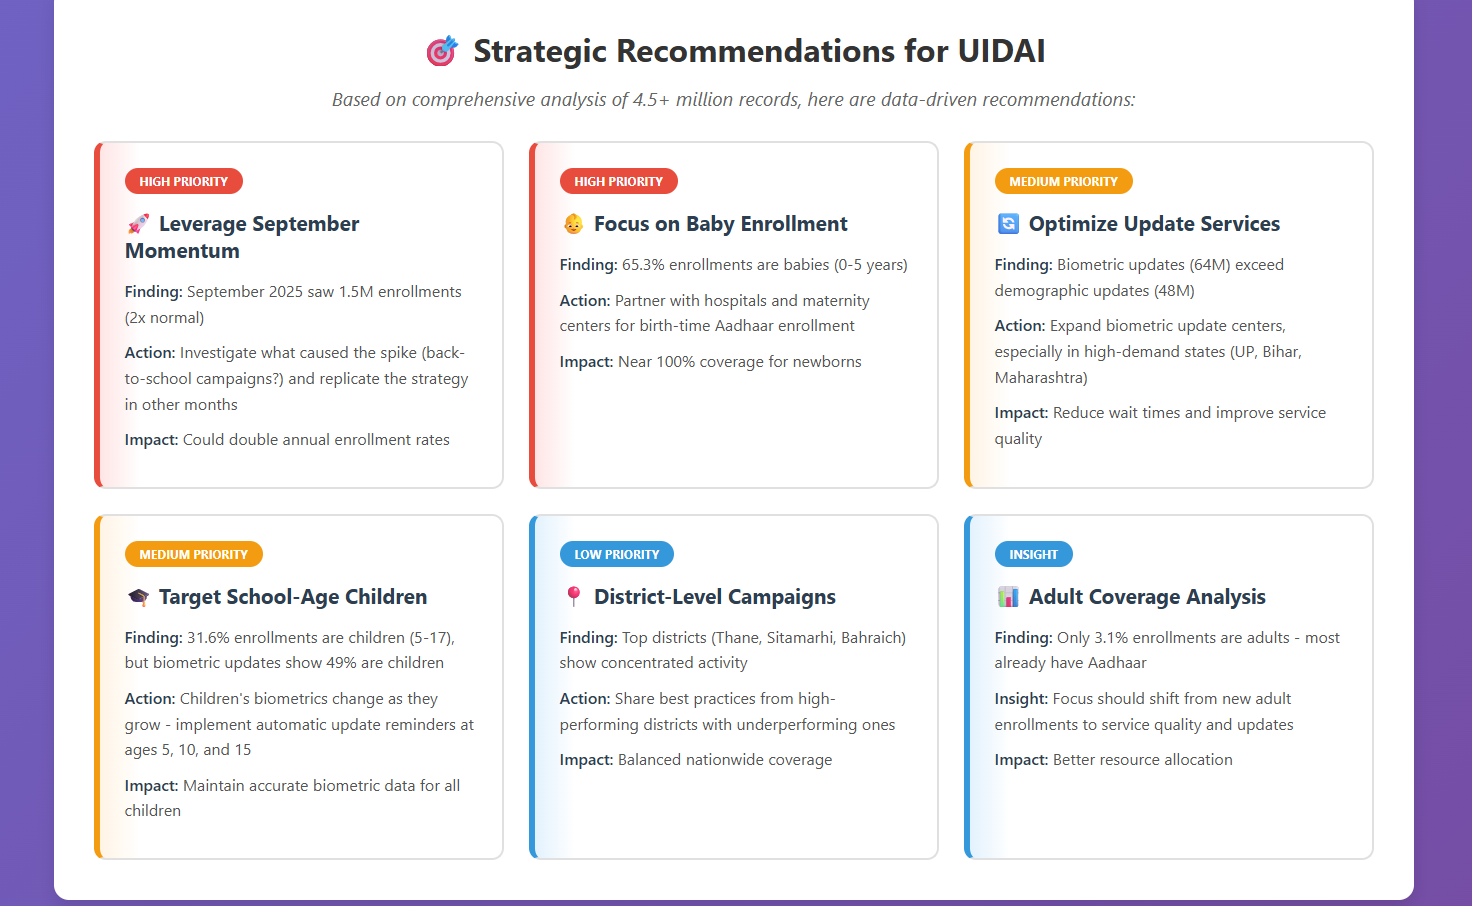 🎯 Strategic Recommendations for UIDAI
Based on comprehensive analysis of 4.5+ million records, here are data-driven recommendations:
HIGH PRIORITY
🚀 Leverage September
Momentum
Finding: September 2025 saw 1.5M enrollments
(2x normal)
Action: Investigate what caused the spike (back-
to-school campaigns?) and replicate the strategy
in other months
Impact: Could double annual enrollment rates
HIGH PRIORITY
👶 Focus on Baby Enrollment
Finding: 65.3% enrollments are babies (0-5 years)
Action: Partner with hospitals and maternity
centers for birth-time Aadhaar enrollment
Impact: Near 100% coverage for newborns
MEDIUM PRIORITY
🔄 Optimize Update Services
Finding: Biometric updates (64M) exceed
demographic updates (48M)
Action: Expand biometric update centers,
especially in high-demand states (UP, Bihar,
Maharashtra)
Impact: Reduce wait times and improve service
quality
MEDIUM PRIORITY
🎓 Target School-Age Children
Finding: 31.6% enrollments are children (5-17),
but biometric updates show 49% are children
Action: Children's biometrics change as they
grow - implement automatic update reminders at
ages 5, 10, and 15
Impact: Maintain accurate biometric data for all
children
LOW PRIORITY
📍 District-Level Campaigns
Finding: Top districts (Thane, Sitamarhi, Bahraich)
show concentrated activity
Action: Share best practices from high-
performing districts with underperforming ones
Impact: Balanced nationwide coverage
INSIGHT
📊 Adult Coverage Analysis
Finding: Only 3.1% enrollments are adults - most
already have Aadhaar
Insight: Focus should shift from new adult
enrollments to service quality and updates
Impact: Better resource allocation